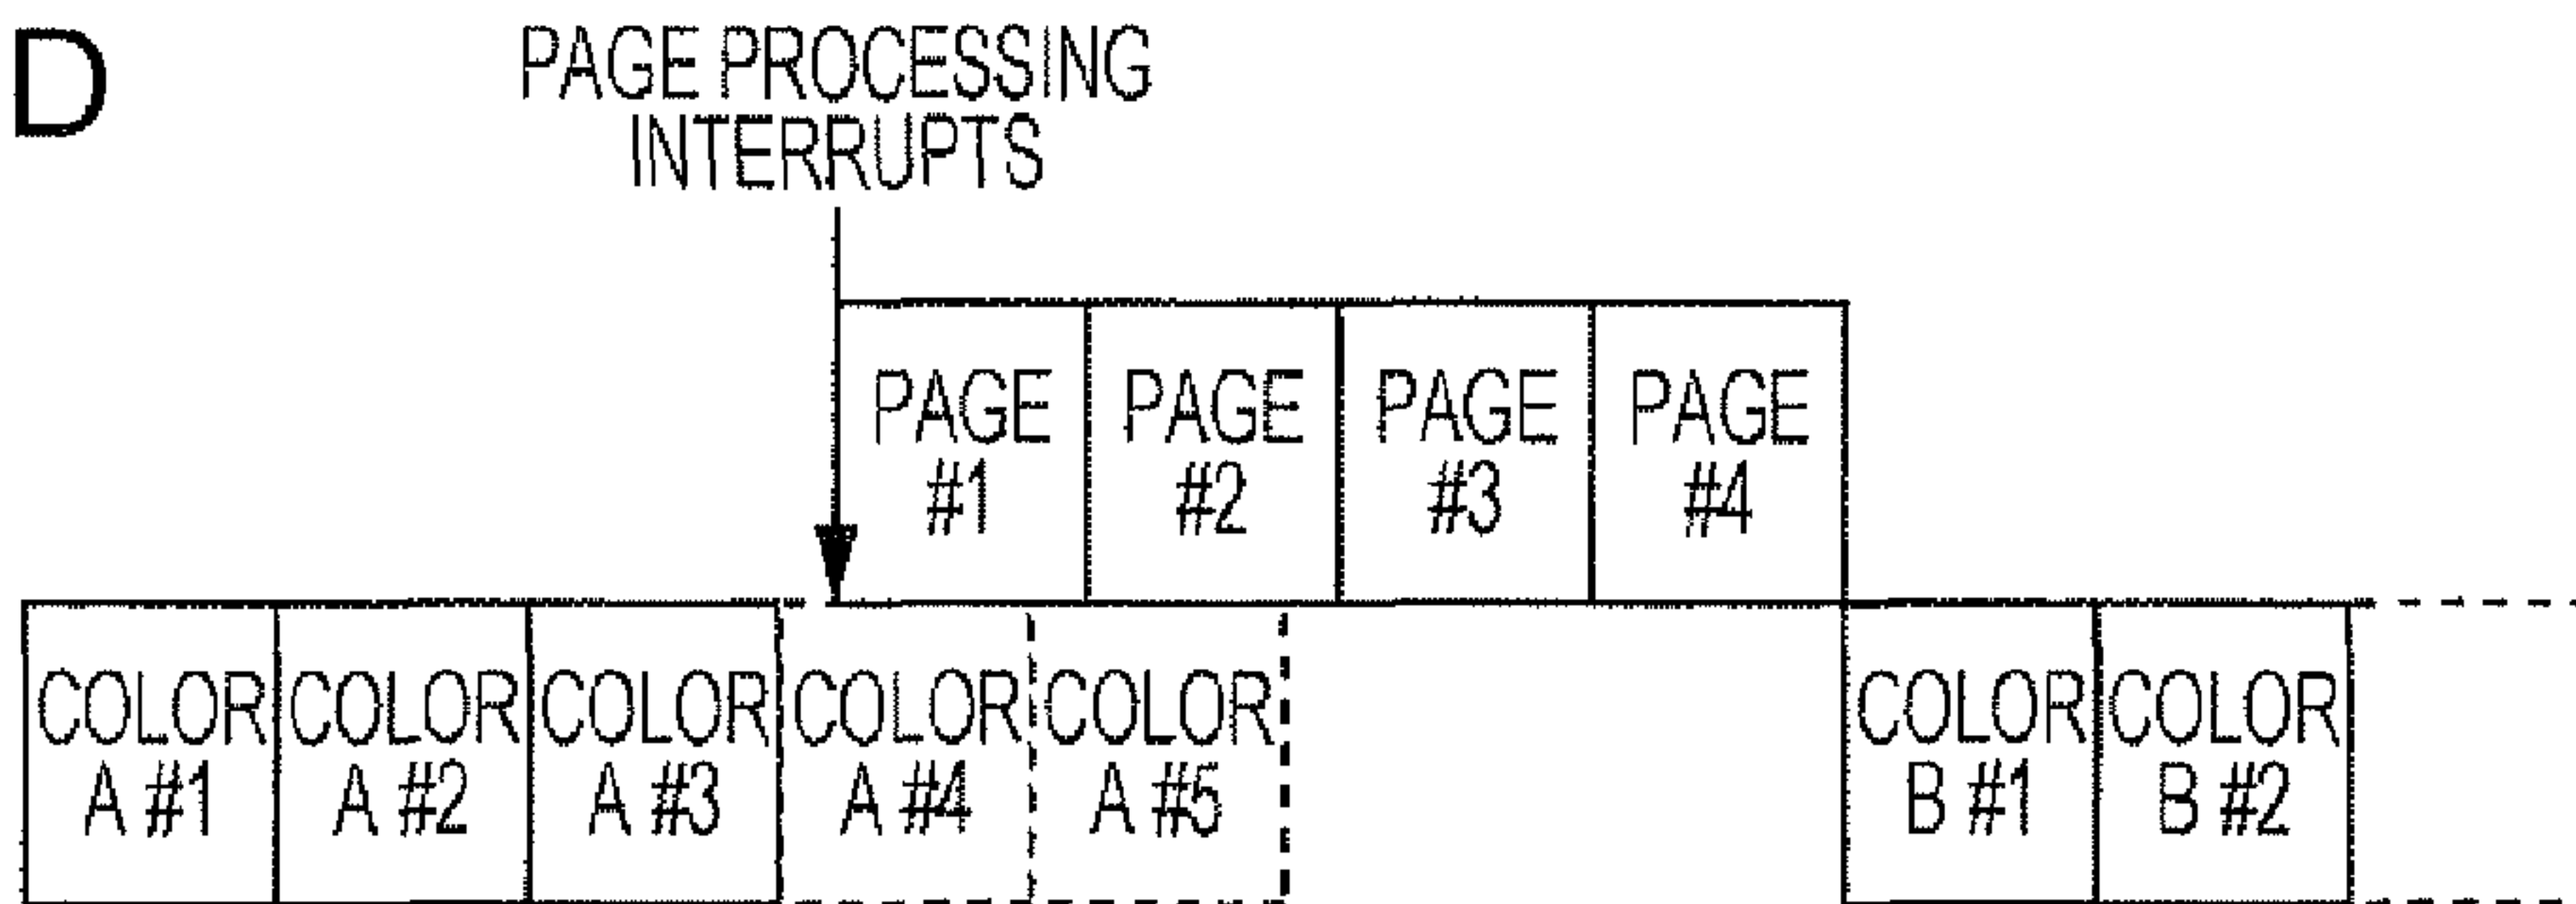 D
PAGE PROCESSING
INTERRUPTS
PAGE PAGE PAGE PAGE
#1 #2 #3 #4
COLOR COLOR COLOR COLOR COLOR COLOR COLOR
A #1 A #2 A #3 A #4 A #5 B #1 B #2